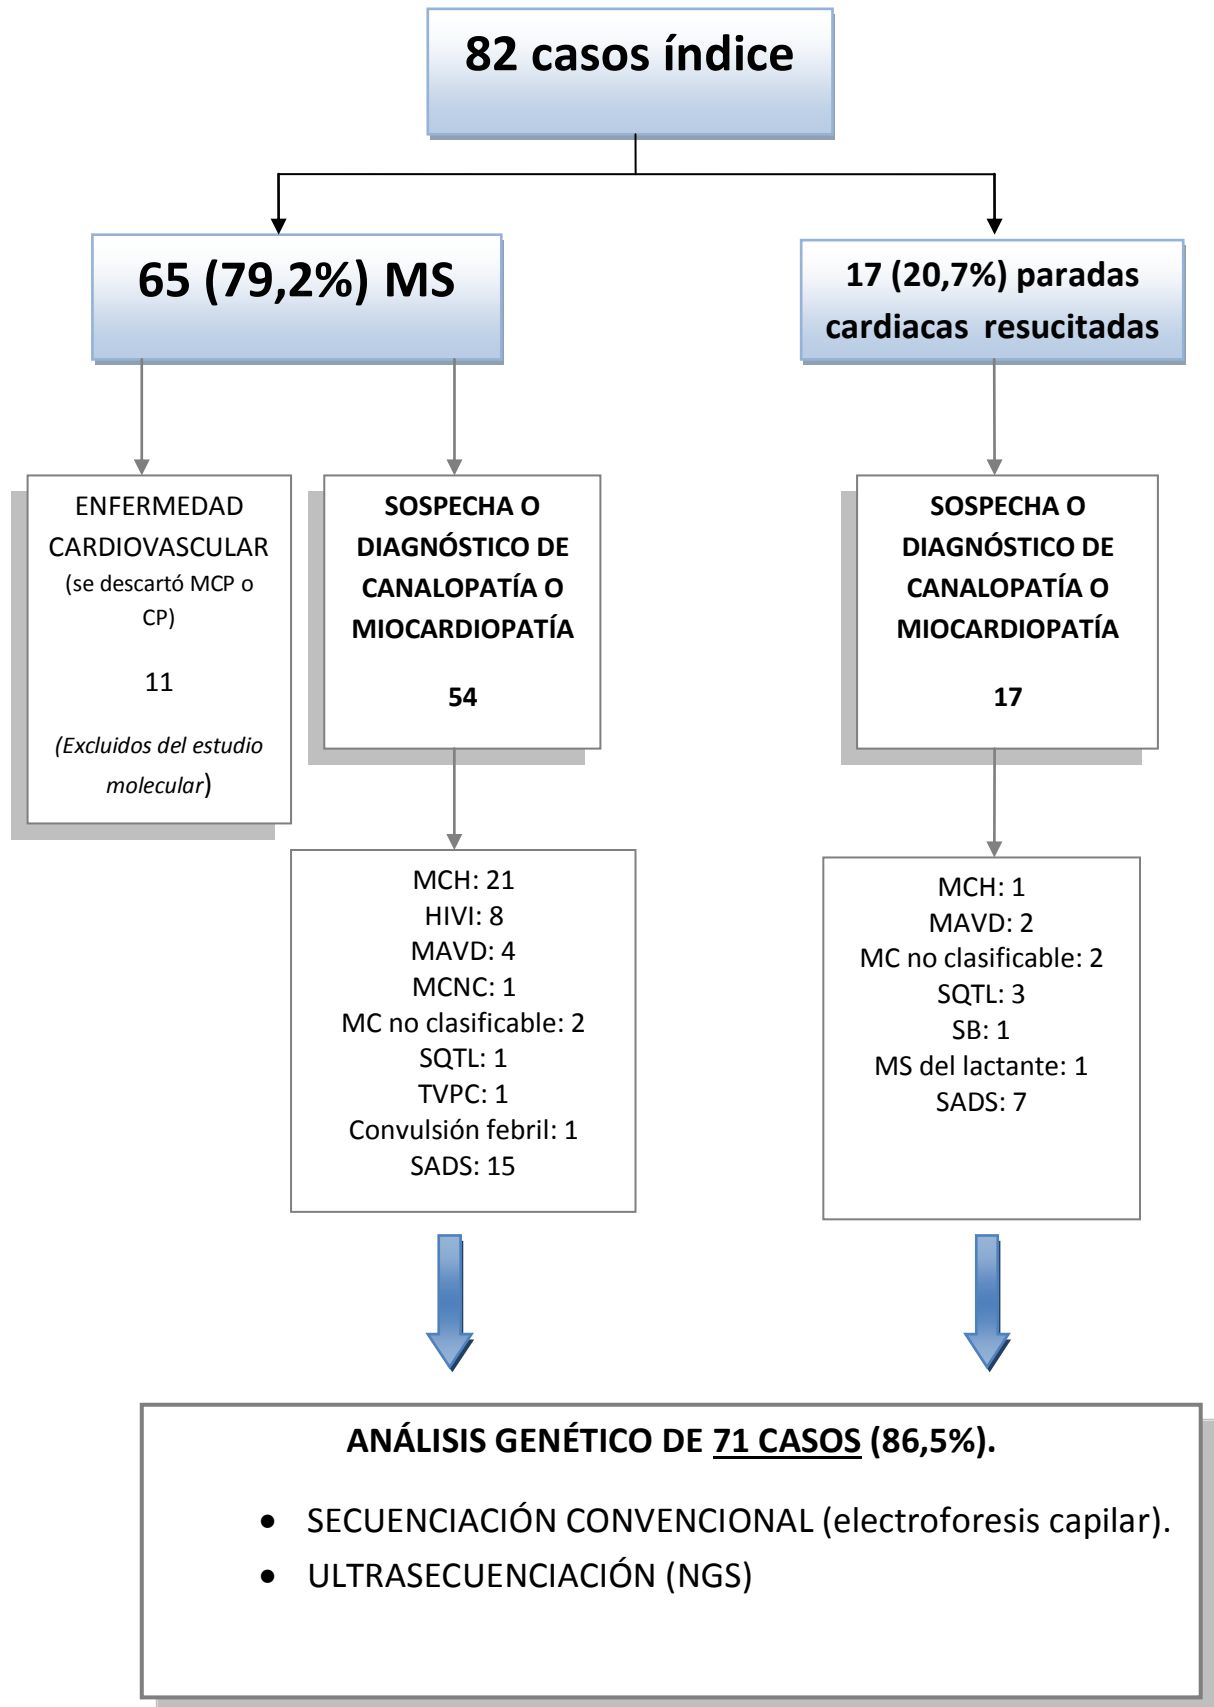 82 casos índice
65 (79,2%) MS
17 (20,7%) paradas
cardiacas resucitadas
ENFERMEDAD
CARDIOVASCULAR
(se descartó MCP o
CP)
11
(Excluidos del estudio
molecular)
SOSPECHA O
DIAGNÓSTICO DE
CANALOPATÍA O
MIOCARDIOPATÍA
54
SOSPECHA O
DIAGNÓSTICO DE
CANALOPATÍA O
MIOCARDIOPATÍA
17
MCH: 21
HIVI: 8
MAVD: 4
MCNC: 1
MC no clasificable: 2
SQTL: 1
TVPC: 1
Convulsión febril: 1
SADS: 15
MCH: 1
MAVD: 2
MC no clasificable: 2
SQTL: 3
SB: 1
MS del lactante: 1
SADS: 7
ANÁLISIS GENÉTICO DE 71 CASOS (86,5%).
• SECUENCIACIÓN CONVENCIONAL (electroforesis capilar).
• ULTRASECUENCIACIÓN (NGS)